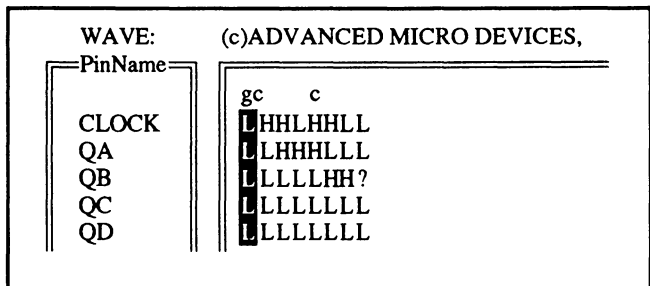 WAVE: (c)ADVANCED MICRO DEVICES,
PinName
gc c
CLOCK LHHLHHLL
QA LLHHHLLL
QB LLLLLHH?
QC LLLLLLLL
QD LLLLLLLL